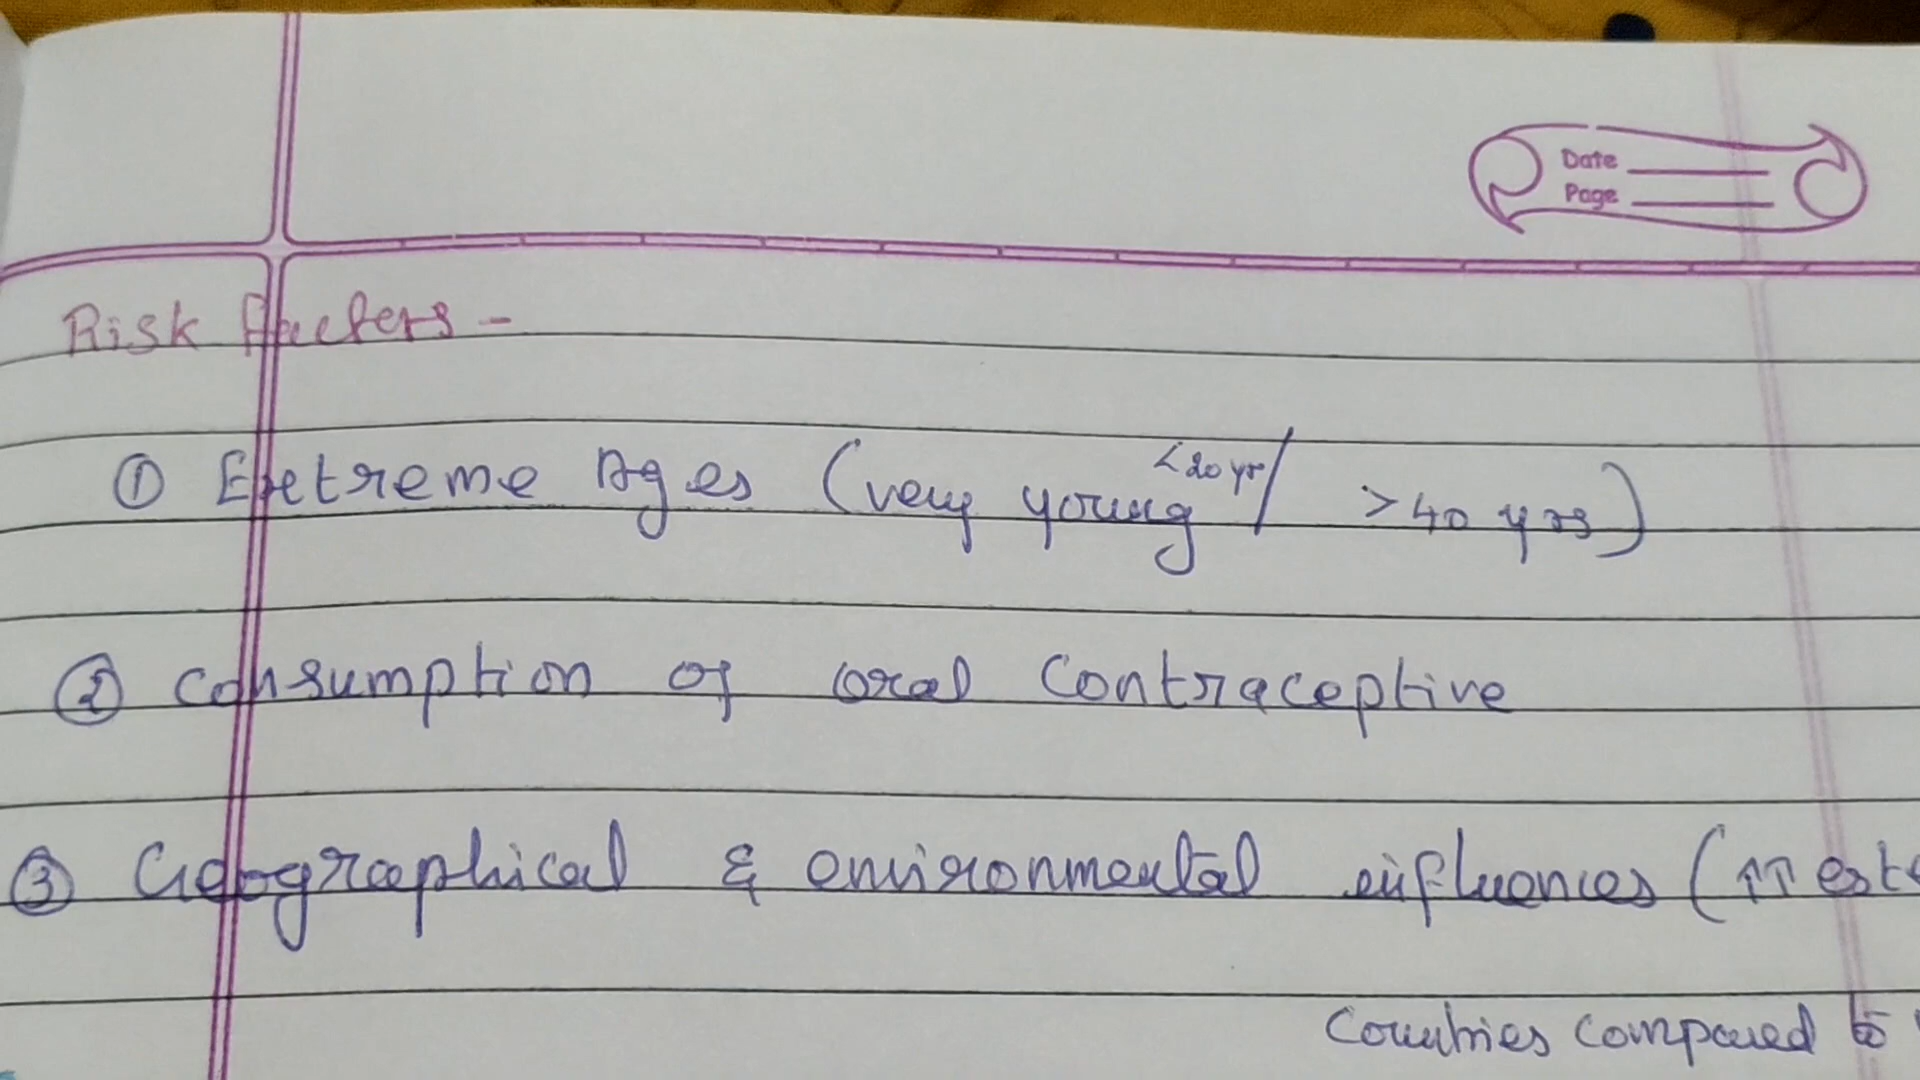 Date
Page
Risk factors -
① Extreme Ages (very young <20 yr/ >40 yrs)
② Consumption of oral Contraceptive
③ Geographical & environmental influences (↑↑ est
Countries compared to